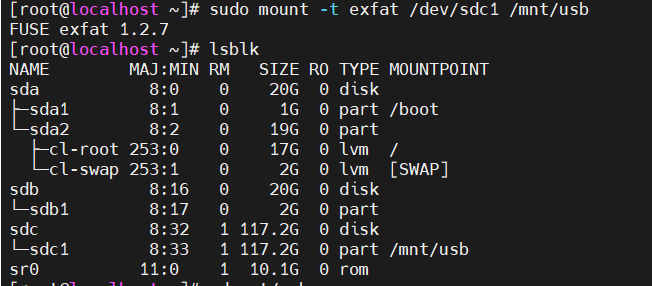 [root@localhost ~]# sudo mount -t exfat /dev/sdc1 /mnt/usb
FUSE exfat 1.2.7
[root@localhost ~]# lsblk
NAME        MAJ:MIN RM   SIZE RO TYPE MOUNTPOINT
sda           8:0    0    20G  0 disk
├─sda1        8:1    0     1G  0 part /boot
└─sda2        8:2    0    19G  0 part
  ├─cl-root 253:0    0    17G  0 lvm  /
  └─cl-swap 253:1    0     2G  0 lvm  [SWAP]
sdb           8:16   0    20G  0 disk
└─sdb1        8:17   0     2G  0 part
sdc           8:32   1 117.2G  0 disk
└─sdc1        8:33   1 117.2G  0 part /mnt/usb
sr0          11:0    1  10.1G  0 rom